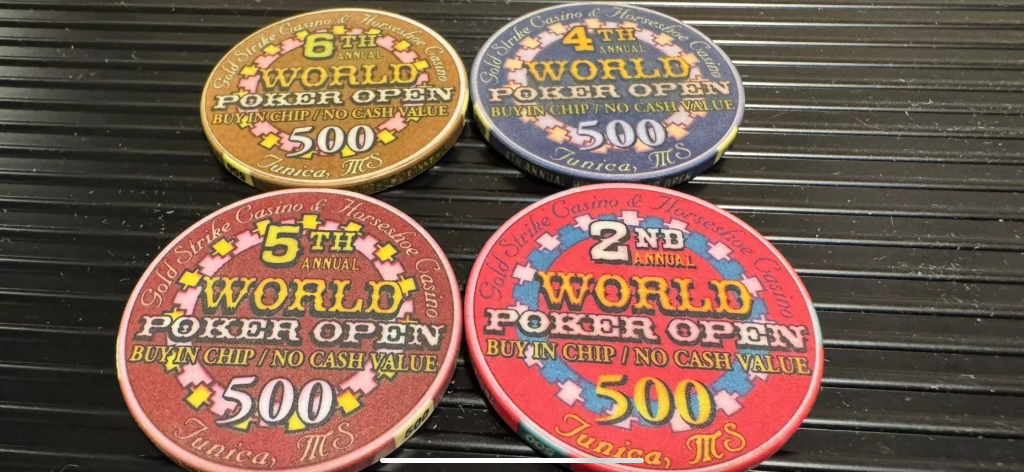 Gold Strike Casino & Horseshoe Casino
6TH
ANNUAL
WORLD
POKER OPEN
BUY IN CHIP / NO CASH VALUE
500
Tunica, MS
Gold Strike Casino & Horseshoe Casino
4TH
ANNUAL
WORLD
POKER OPEN
BUY IN CHIP / NO CASH VALUE
500
Tunica, MS
Gold Strike Casino & Horseshoe Casino
5TH
ANNUAL
WORLD
POKER OPEN
BUY IN CHIP / NO CASH VALUE
500
Tunica, MS
500
Gold Strike Casino & Horseshoe Casino
2ND
ANNUAL
WORLD
POKER OPEN
BUY IN CHIP / NO CASH VALUE
500
Tunica, MS